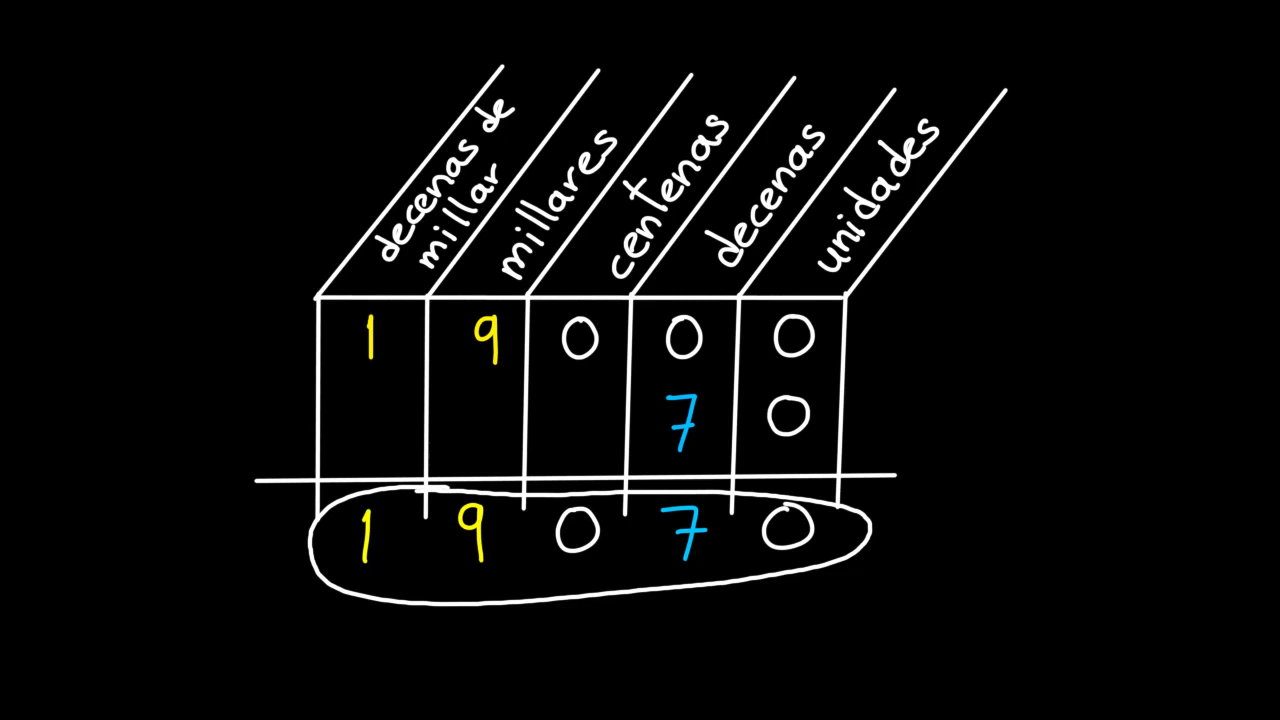 decenas de
millar
millares
centenas
decenas
unidades
1 9 0 0 0
7 0
1 9 0 7 0